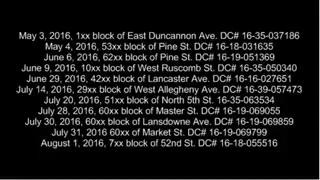 May 3, 2016, 1xx block of East Duncannon Ave. DC# 16-35-037186
May 4, 2016, 53xx block of Pine St. DC# 16-18-031635
June 6, 2016, 62xx block of Pine St. DC# 16-19-051369
June 9, 2016, 10xx block of West Ruscomb St. DC# 16-35-050340
June 29, 2016, 42xx block of Lancaster Ave. DC# 16-16-027651
July 14, 2016, 29xx block of West Allegheny Ave. DC# 16-39-057473
July 20, 2016, 51xx block of North 5th St. 16-35-063534
July 28, 2016, 60xx block of Master St. DC# 16-19-069055
July 30, 2016, 60xx block of Lansdowne Ave. DC# 16-19-069859
July 31, 2016 60xx of Market St. DC# 16-19-069799
August 1, 2016, 7xx block of 52nd St. DC# 16-18-055516